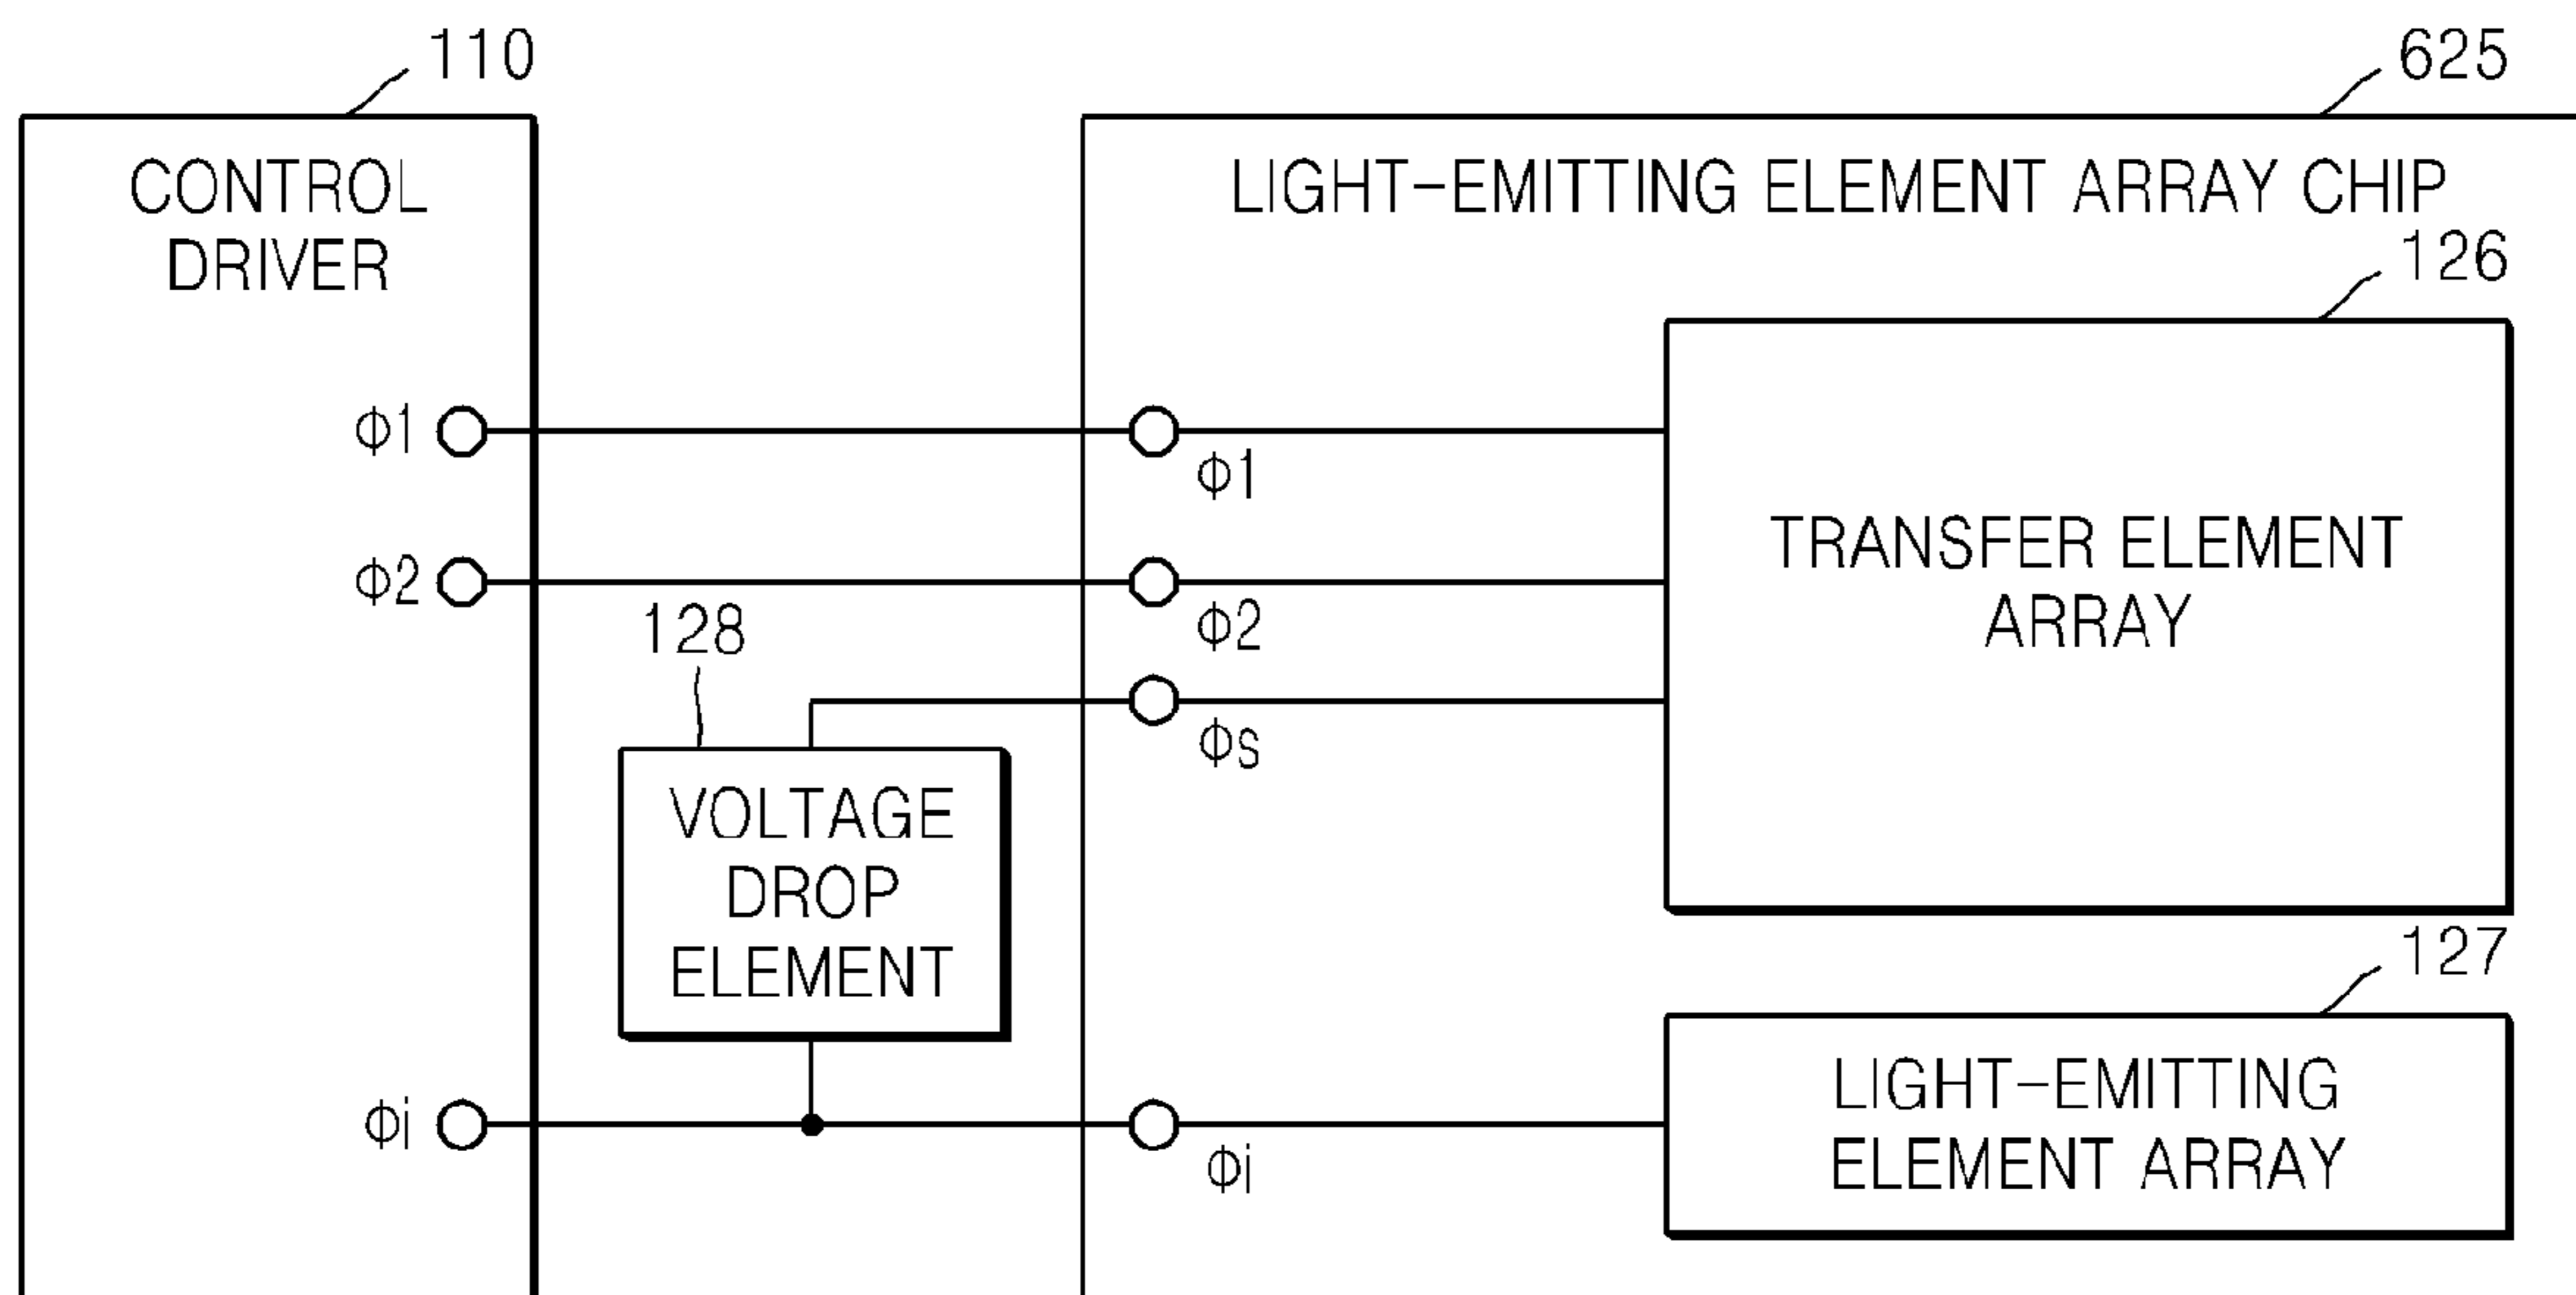 110
625
CONTROL
DRIVER
LIGHT-EMITTING ELEMENT ARRAY CHIP
126
ϕ1
ϕ1
ϕ2
ϕ2
128
ϕs
TRANSFER ELEMENT
ARRAY
VOLTAGE
DROP
ELEMENT
127
ϕi
ϕi
LIGHT-EMITTING
ELEMENT ARRAY